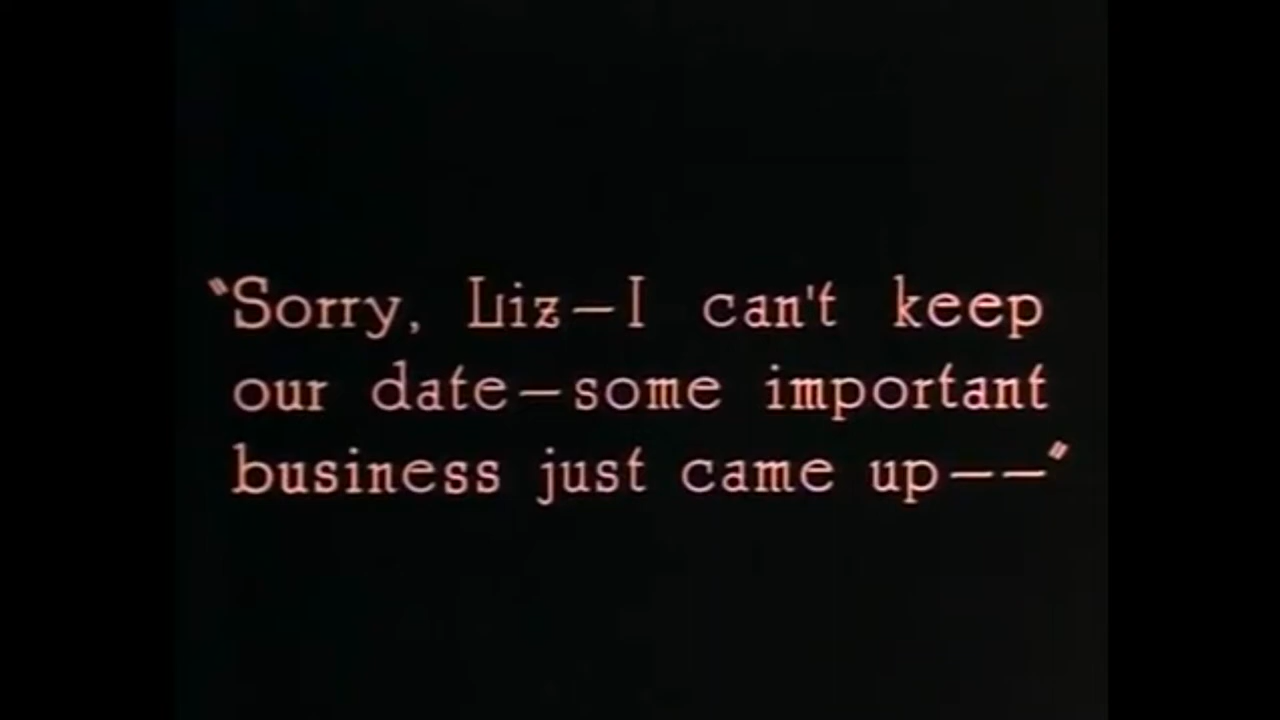 "Sorry, Liz—I can't keep
our date—some important
business just came up——"